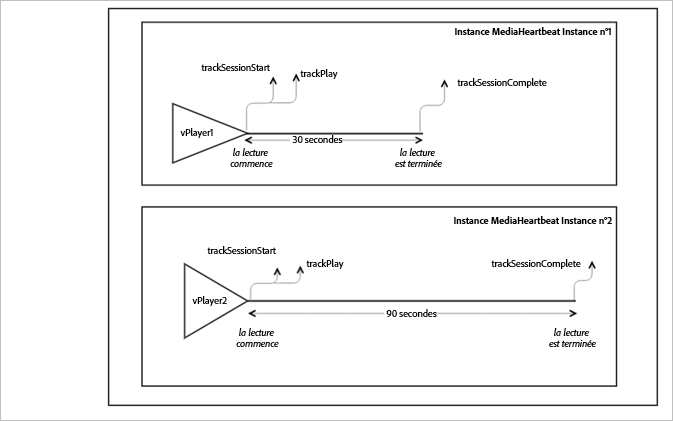 Instance MediaHeartbeat Instance n°1
trackSessionStart
trackPlay
trackSessionComplete
vPlayer1
30 secondes
la lecture
commence
la lecture
est terminée
Instance MediaHeartbeat Instance n°2
trackSessionStart
trackPlay
trackSessionComplete
vPlayer2
90 secondes
la lecture
commence
la lecture
est terminée